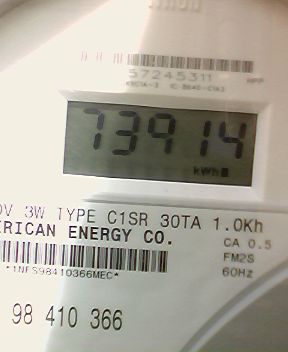 57245311
73914
kWh
0V 3W TYPE C1SR 30TA 1.0Kh
ERICAN ENERGY CO.
CA 0.5
FM2S
*1NFS98410366MEC*
60Hz
98 410 366